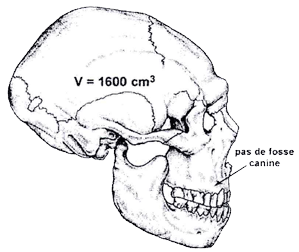 V = 1600 cm³
pas de fosse
canine